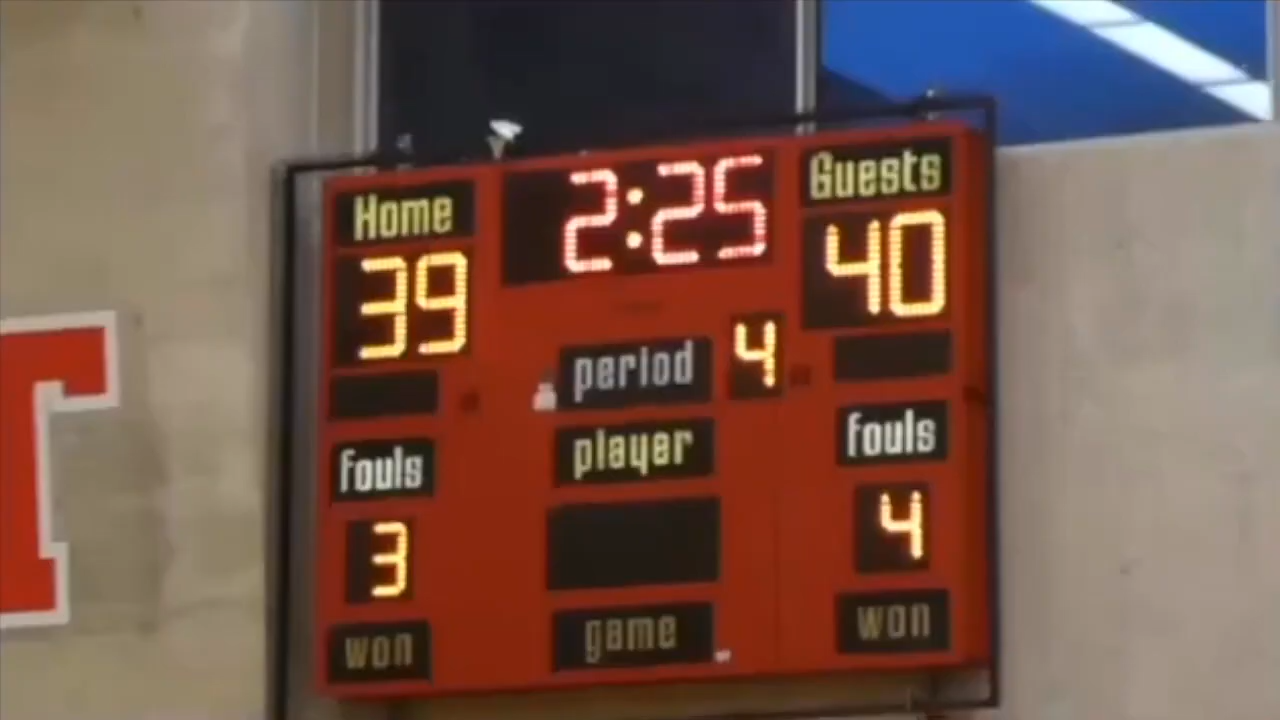 Home 2:25 Guests
39 40
period 4
fouls player fouls
3 4
won game won